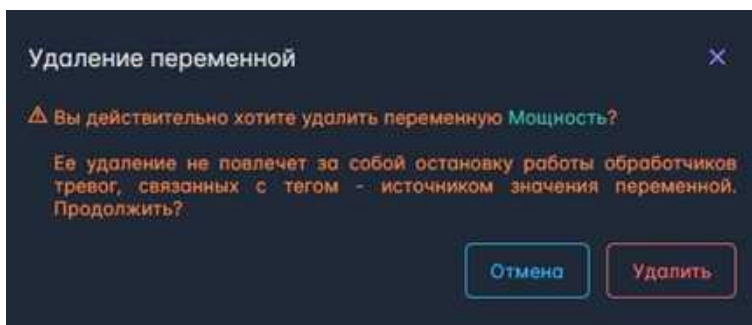 Удаление переменной
Вы действительно хотите удалить переменную Мощность?
Ее удаление не повлечет за собой остановку работы обработчиков
тревог, связанных с тегом - источником значения переменной.
Продолжить?
Отмена
Удалить